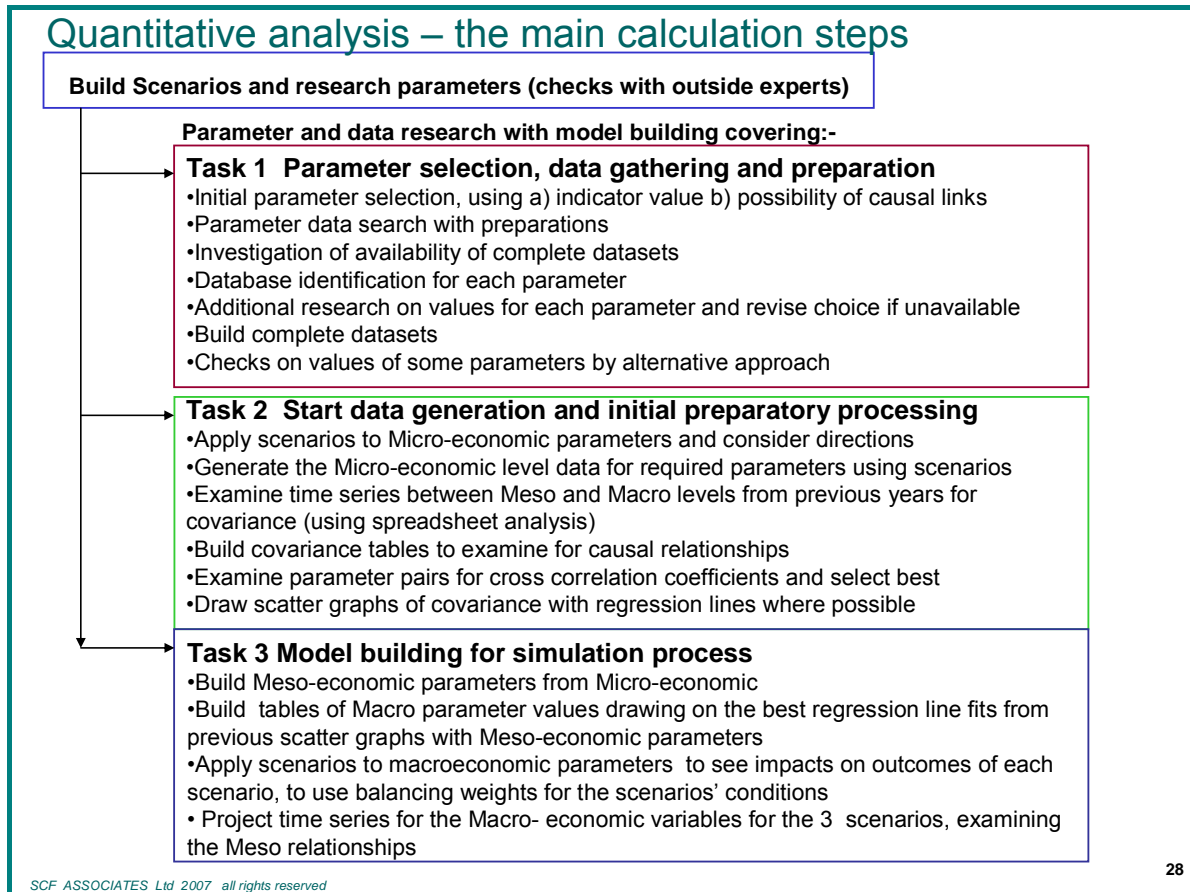 Quantitative analysis – the main calculation steps
Build Scenarios and research parameters (checks with outside experts)
Parameter and data research with model building covering:-
Task 1 Parameter selection, data gathering and preparation
•Initial parameter selection, using a) indicator value b) possibility of causal links
•Parameter data search with preparations
•Investigation of availability of complete datasets
•Database identification for each parameter
•Additional research on values for each parameter and revise choice if unavailable
•Build complete datasets
•Checks on values of some parameters by alternative approach
Task 2 Start data generation and initial preparatory processing
•Apply scenarios to Micro-economic parameters and consider directions
•Generate the Micro-economic level data for required parameters using scenarios
•Examine time series between Meso and Macro levels from previous years for
covariance (using spreadsheet analysis)
•Build covariance tables to examine for causal relationships
•Examine parameter pairs for cross correlation coefficients and select best
•Draw scatter graphs of covariance with regression lines where possible
Task 3 Model building for simulation process
•Build Meso-economic parameters from Micro-economic
•Build tables of Macro parameter values drawing on the best regression line fits from
previous scatter graphs with Meso-economic parameters
•Apply scenarios to macroeconomic parameters to see impacts on outcomes of each
scenario, to use balancing weights for the scenarios’ conditions
• Project time series for the Macro- economic variables for the 3 scenarios, examining
the Meso relationships
SCF ASSOCIATES Ltd 2007 all rights reserved
28